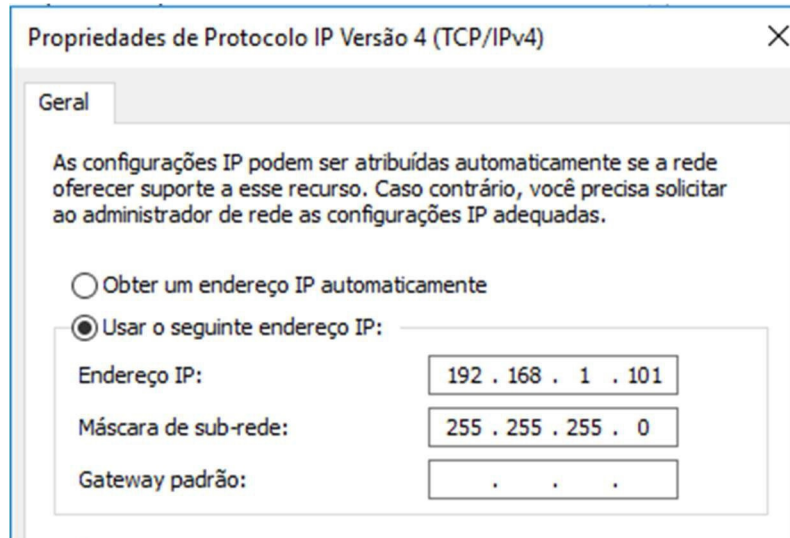 Propriedades de Protocolo IP Versão 4 (TCP/IPv4)
Geral
As configurações IP podem ser atribuídas automaticamente se a rede
oferecer suporte a esse recurso. Caso contrário, você precisa solicitar
ao administrador de rede as configurações IP adequadas.
Obter um endereço IP automaticamente
Usar o seguinte endereço IP:
Endereço IP: 192 . 168 . 1 . 101
Máscara de sub-rede: 255 . 255 . 255 . 0
Gateway padrão: . . .